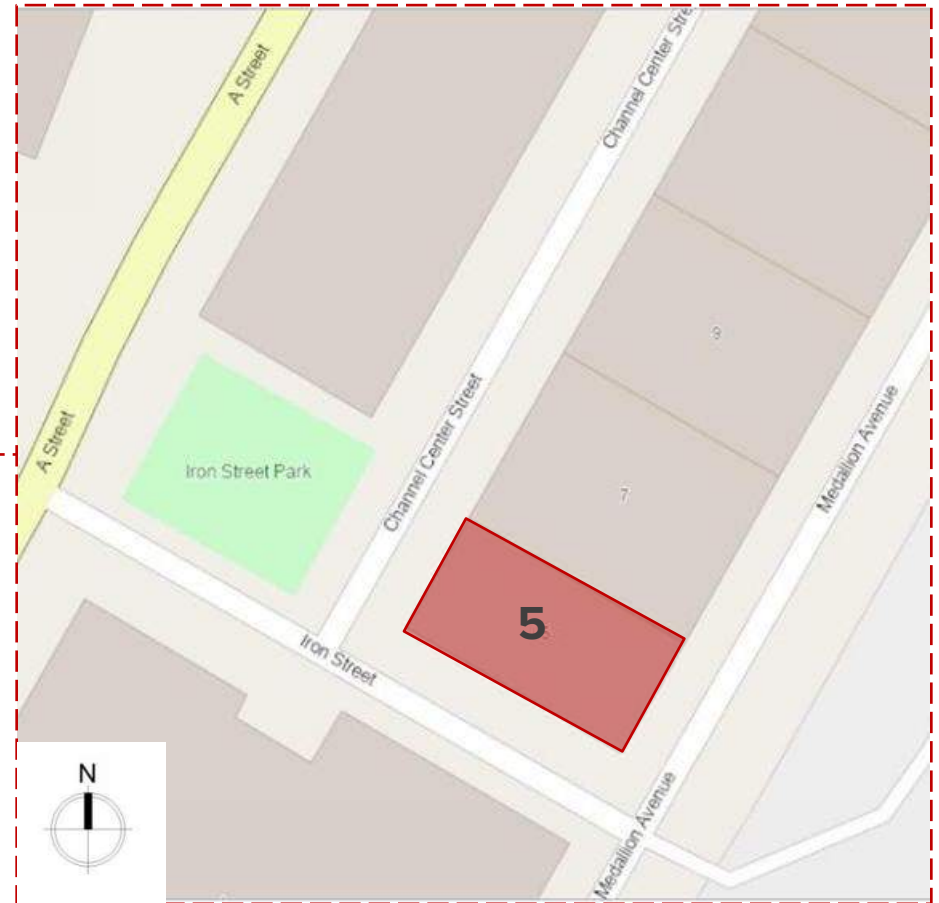 A Street
Channel Center Stre
9
Medallion Avenue
A Street
Iron Street Park
Channel Center Street
7
5
Iron Street
N
Medallion Avenue